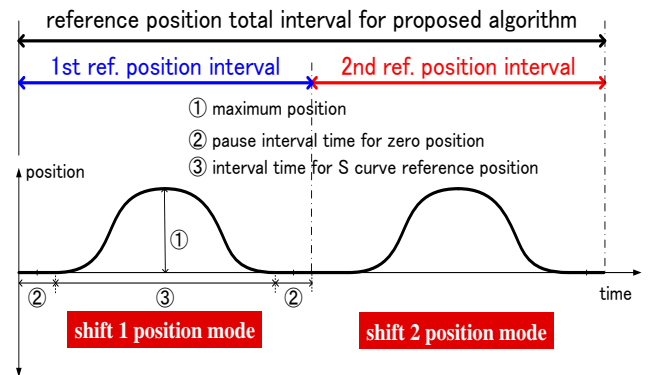 reference position total interval for proposed algorithm
1st ref. position interval
2nd ref. position interval
① maximum position
② pause interval time for zero position
③ interval time for S curve reference position
position
①
②
③
②
time
shift 1 position mode
shift 2 position mode